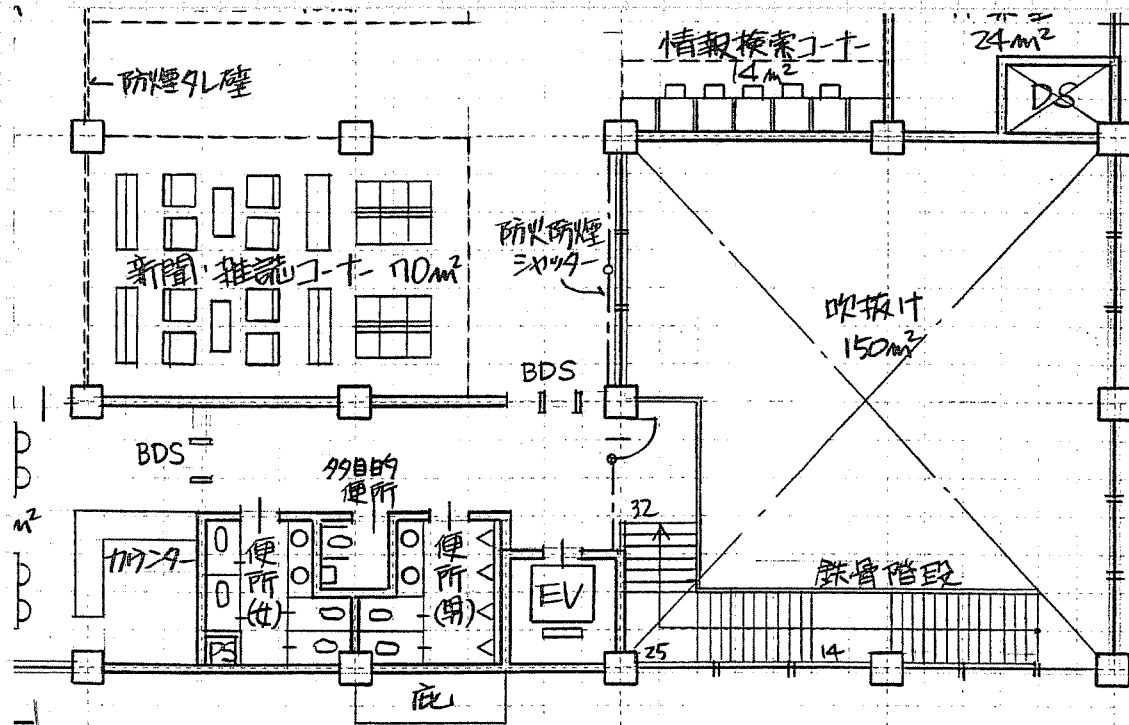 情報検索コーナー
14m²
24m²
DS
防煙タレ壁
新聞・雑誌コーナー 70m²
防火防煙
シャッター
吹抜け
150m²
BDS
BDS
多目的
便所
32
m²
カウンター
便所
(女)
便所
(男)
EV
鉄骨階段
PS
25
14
庇